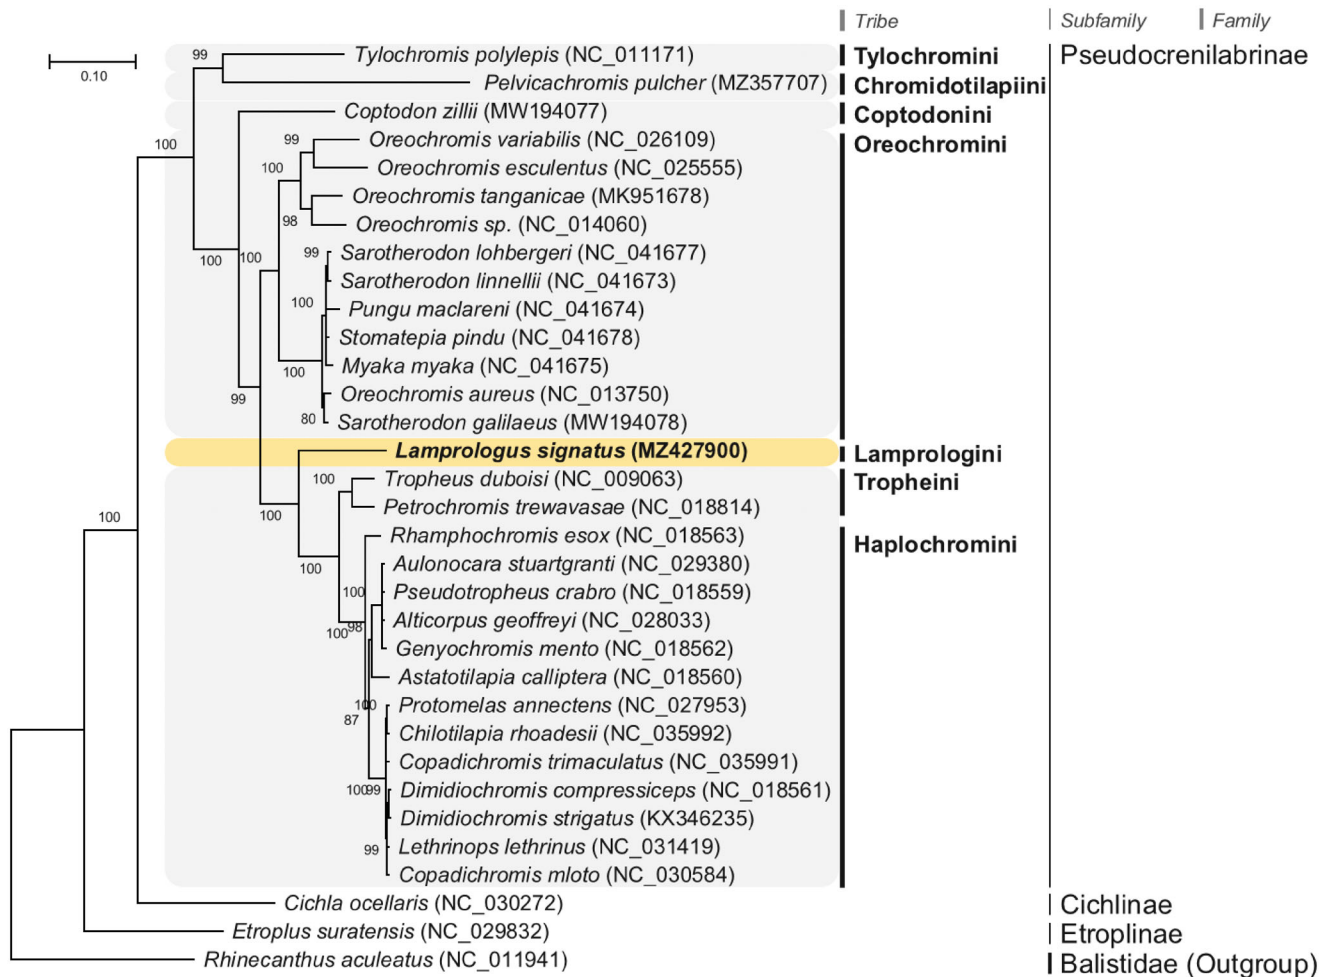 Tribe Subfamily Family
0.10
99 Tylochromis polylepis (NC_011171) Tylochromini Pseudocrenilabrinae
Pelvicachromis pulcher (MZ357707) Chromidotilapiini
Coptodon zillii (MW194077) Coptodonini
100 99 Oreochromis variabilis (NC_026109) Oreochromini
100 Oreochromis esculentus (NC_025555)
Oreochromis tanganicae (MK951678)
98 Oreochromis sp. (NC_014060)
100 100 99 Sarotherodon lohbergeri (NC_041677)
Sarotherodon linnellii (NC_041673)
100 Pungu maclareni (NC_041674)
Stomatepia pindu (NC_041678)
100 Myaka myaka (NC_041675)
99 Oreochromis aureus (NC_013750)
80 Sarotherodon galilaeus (MW194078)
Lamprologus signatus (MZ427900) Lamprologini
100 Tropheus duboisi (NC_009063) Tropheini
100 100 Petrochromis trewavasae (NC_018814)
Rhamphochromis esox (NC_018563) Haplochromini
100 Aulonocara stuartgranti (NC_029380)
100 Pseudotropheus crabro (NC_018559)
100 98 Alticorpus geoffreyi (NC_028033)
Genyochromis mento (NC_018562)
Astatotilapia calliptera (NC_018560)
100 Protomelas annectens (NC_027953)
87 Chilotilapia rhoadesii (NC_035992)
Copadichromis trimaculatus (NC_035991)
100 99 Dimidiochromis compressiceps (NC_018561)
Dimidiochromis strigatus (KX346235)
99 Lethrinops lethrinus (NC_031419)
Copadichromis mloto (NC_030584)
Cichla ocellaris (NC_030272) Cichlinae
Etroplus suratensis (NC_029832) Etroplinae
Rhinecanthus aculeatus (NC_011941) Balistidae (Outgroup)